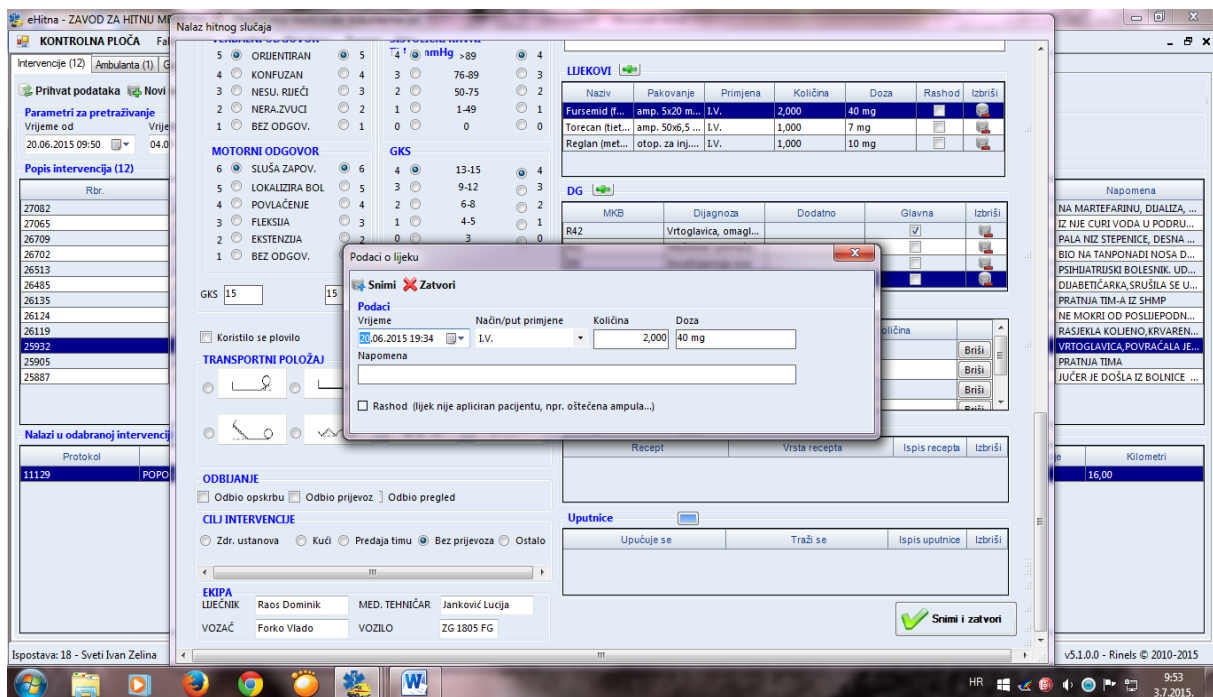 eHitna - ZAVOD ZA HITNU
Nalaz hitnog slučaja
KONTROLNA PLOČA
Intervencije (12) Ambulanta (1)
Prihvat podataka Novi
Parametri za pretraživanje
Vrijeme od
20.06.2015 09:50
Popis intervencija (12)
Rbr.
27082
27065
26709
26702
26513
26485
26135
26124
26119
25932
25905
25887
Nalazi u odabranoj
Protokol
11129
Ispostava: 18 - Sveti Ivan Zelina
mmHg
5 ORIJENTIRAN 5
4 KONFUZAN 4
3 NESU. RIJEČI 3
2 NERA.ZVUCI 2
1 BEZ ODGOV. 1
4 >89 4
3 76-89 3
2 50-75 2
1 1-49 1
0 0 0
MOTORNI ODGOVOR
6 SLUŠA ZAPOV. 6
5 LOKALIZIRA BOL 5
4 POVLAČENJE 4
3 FLEKSIJA 3
2 EKSTENZIJA 2
1 BEZ ODGOV.
GKS
4 13-15 4
3 9-12 3
2 6-8 2
1 4-5 1
0 3 0
GKS 15 15
Koristilo se plovilo
TRANSPORTNI POLOŽAJ
ODBIJANJE
Odbio opskrbu Odbio prijevoz Odbio pregled
CILJ INTERVENCIJE
Zdr. ustanova Kući Predaja timu Bez prijevoza Ostalo
EKIPA
LIJEČNIK Raos Dominik MED. TEHNIČAR Janković Lucija
VOZAČ Forko Vlado VOZILO ZG 1805 FG
LIJEKOVI
Naziv Pakovanje Primjena Količina Doza Rashod Izbriši
Fursemid (f... amp. 5x20 m... I.V. 2,000 40 mg
Torecan (tiet... amp. 50x6,5 ... I.V. 1,000 7 mg
Reglan (met... otop. za inj.... I.V. 1,000 10 mg
DG
MKB Dijagnoza Dodatno Glavna Izbriši
R42 Vrtoglavica, omagl...
Podaci o lijeku
Snimi Zatvori
Podaci
Vrijeme Način/put primjene Količina Doza
20.06.2015 19:34 I.V. 2,000 40 mg
Napomena
Rashod (lijek nije apliciran pacijentu, npr. oštećena ampula...)
Briši
Briši
Briši
Briši
Recept Vrsta recepta Ispis recepta Izbriši
Uputnice
Upućuje se Traži se Ispis uputnice Izbriši
Snimi i zatvori
Napomena
NA MARTEFARINU, DIJALIZA, ...
IZ NJE CURI VODA U PODRU...
PALA NIZ STEPENICE, DESNA ...
BIO NA TANPONADI NOSA D...
PSIHIJATRIJSKI BOLESNIK. UD...
DIJABETIČARKA,SRUŠILA SE U...
PRATNJA TIM-A IZ SHMP
NE MOKRI OD POSLIJEPODN...
RASJEKLA KOLJENO,KRVAREN...
VRTOGLAVICA,POVRAĆALA JE...
PRATNJA TIMA
JUČER JE DOŠLA IZ BOLNICE ...
Kilometri
16,00
v5.1.0.0 - Rinels © 2010-2015
HR
9:53
3.7.2015.